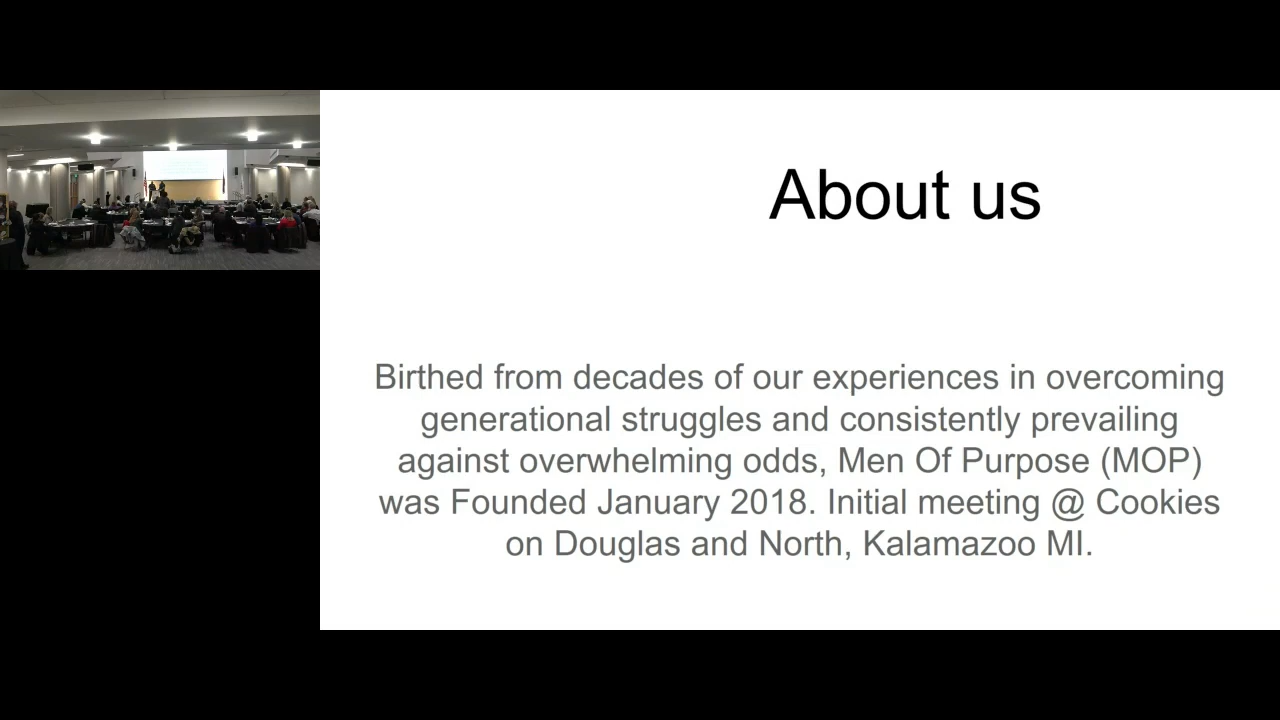 About us
Birthed from decades of our experiences in overcoming
generational struggles and consistently prevailing
against overwhelming odds, Men Of Purpose (MOP)
was Founded January 2018. Initial meeting @ Cookies
on Douglas and North, Kalamazoo MI.